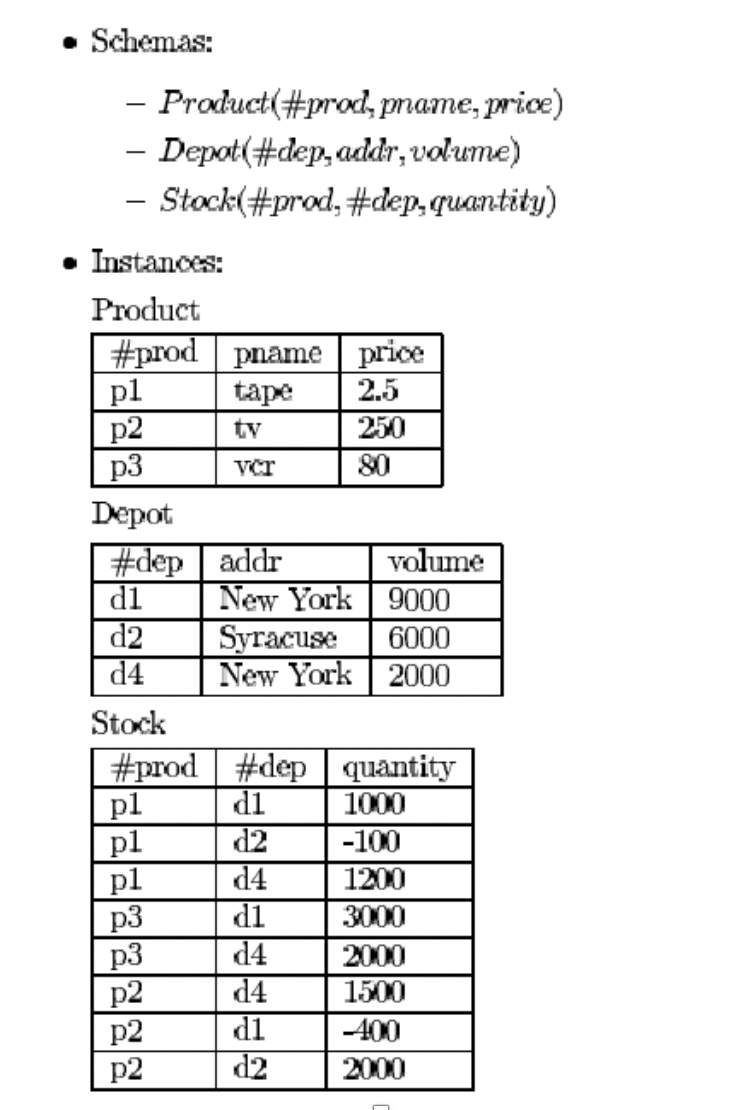 • Schemas:
– Product(#prod, pname, price)
– Depot(#dep, addr, volume)
– Stock(#prod, #dep, quantity)
• Instances:
Product
#prod pname price
p1 tape 2.5
p2 tv 250
p3 vcr 80
Depot
#dep addr volume
d1 New York 9000
d2 Syracuse 6000
d4 New York 2000
Stock
#prod #dep quantity
p1 d1 1000
p1 d2 -100
p1 d4 1200
p3 d1 3000
p3 d4 2000
p2 d4 1500
p2 d1 -400
p2 d2 2000